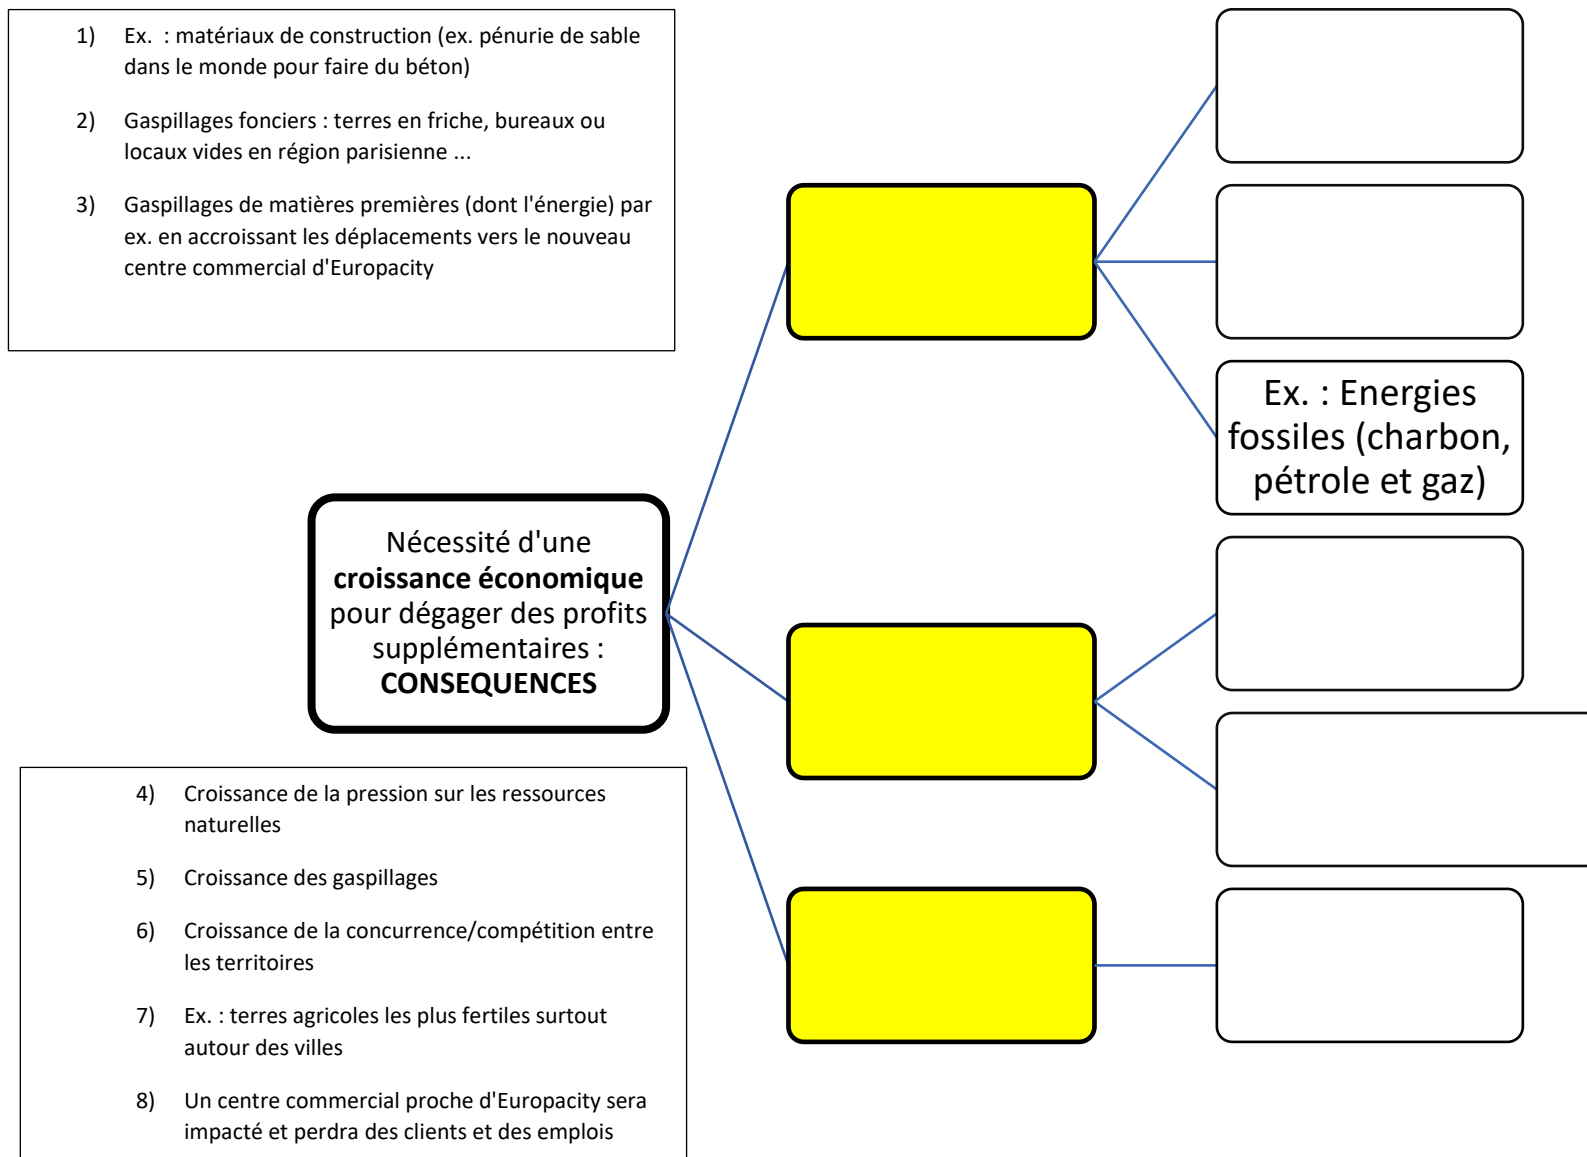 1) Ex.  : matériaux de construction (ex. pénurie de sable
dans le monde pour faire du béton)
2) Gaspillages fonciers : terres en friche, bureaux ou
locaux vides en région parisienne ...
3) Gaspillages de matières premières (dont l'énergie) par
ex. en accroissant les déplacements vers le nouveau
centre commercial d'Europacity
Ex. : Energies
fossiles (charbon,
pétrole et gaz)
Nécessité d'une
croissance économique
pour dégager des profits
supplémentaires :
CONSEQUENCES
4) Croissance de la pression sur les ressources
naturelles
5) Croissance des gaspillages
6) Croissance de la concurrence/compétition entre
les territoires
7) Ex. : terres agricoles les plus fertiles surtout
autour des villes
8) Un centre commercial proche d'Europacity sera
impacté et perdra des clients et des emplois